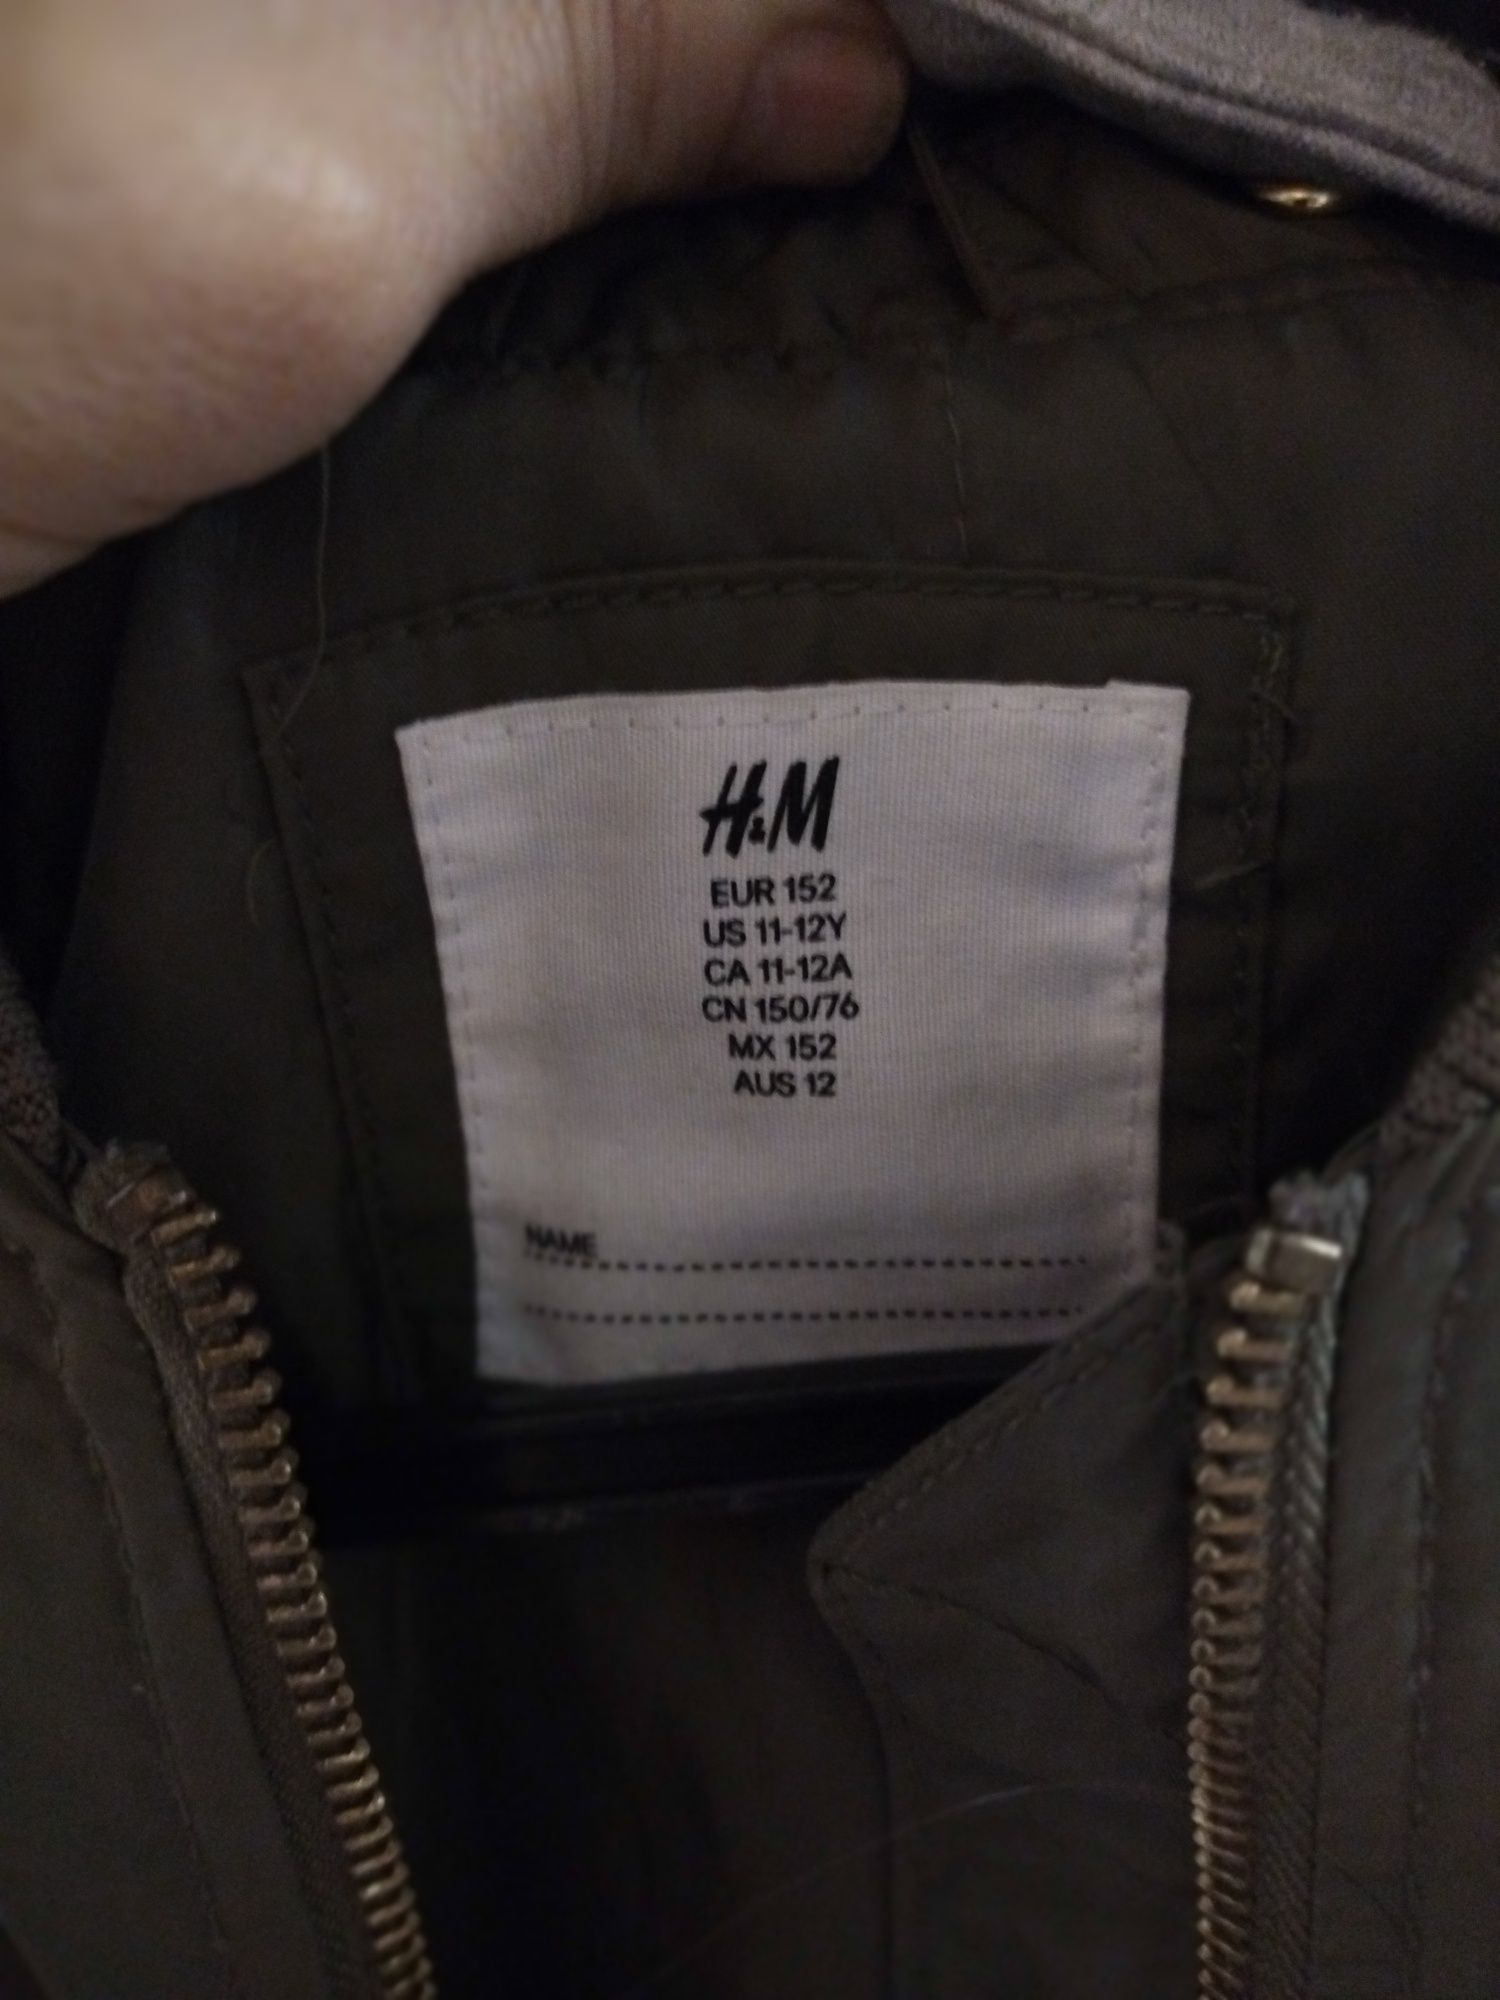 H&M
EUR 152
US 11-12Y
CA 11-12A
CN 150/76
MX 152
AUS 12
NAME